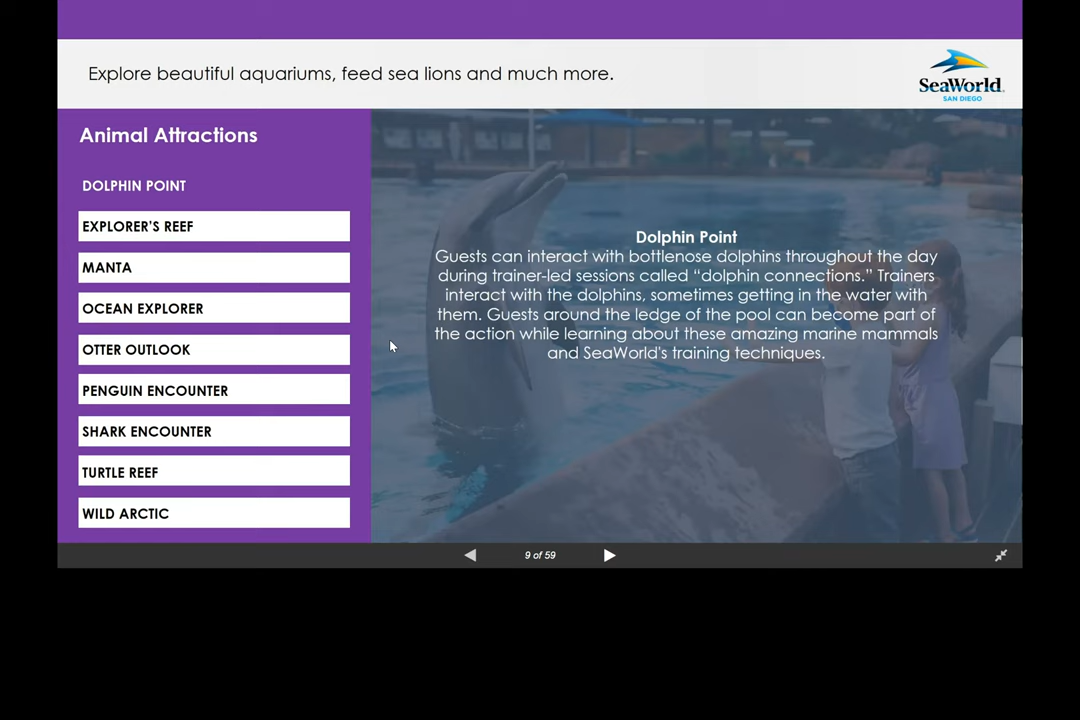 Explore beautiful aquariums, feed sea lions and much more.
SeaWorld
SAN DIEGO
Animal Attractions
DOLPHIN POINT
EXPLORER'S REEF
MANTA
OCEAN EXPLORER
OTTER OUTLOOK
PENGUIN ENCOUNTER
SHARK ENCOUNTER
TURTLE REEF
WILD ARCTIC
Dolphin Point
Guests can interact with bottlenose dolphins throughout the day
during trainer-led sessions called “dolphin connections.” Trainers
interact with the dolphins, sometimes getting in the water with
them. Guests around the ledge of the pool can become part of
the action while learning about these amazing marine mammals
and SeaWorld's training techniques.
9 of 59